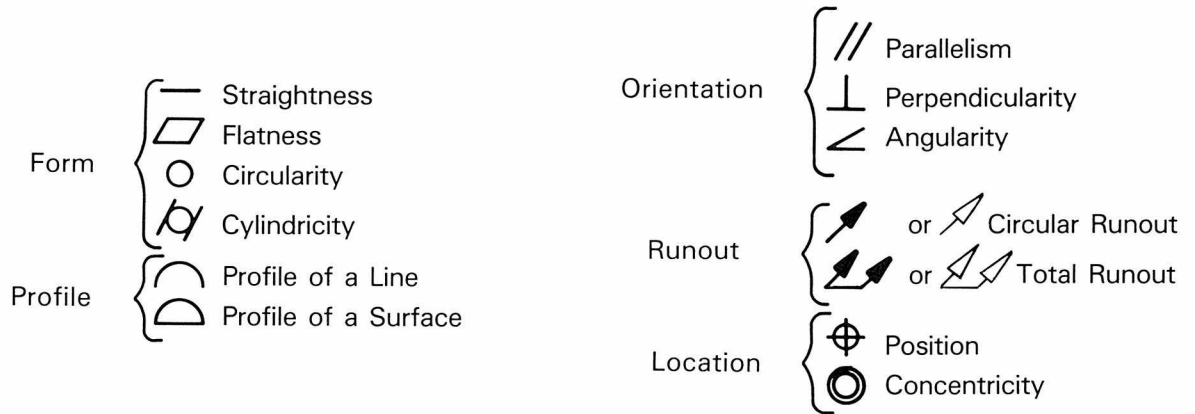 Form
Straightness
Flatness
Circularity
Cylindricity
Profile
Profile of a Line
Profile of a Surface
Orientation
Parallelism
Perpendicularity
Angularity
Runout
or Circular Runout
or Total Runout
Location
Position
Concentricity